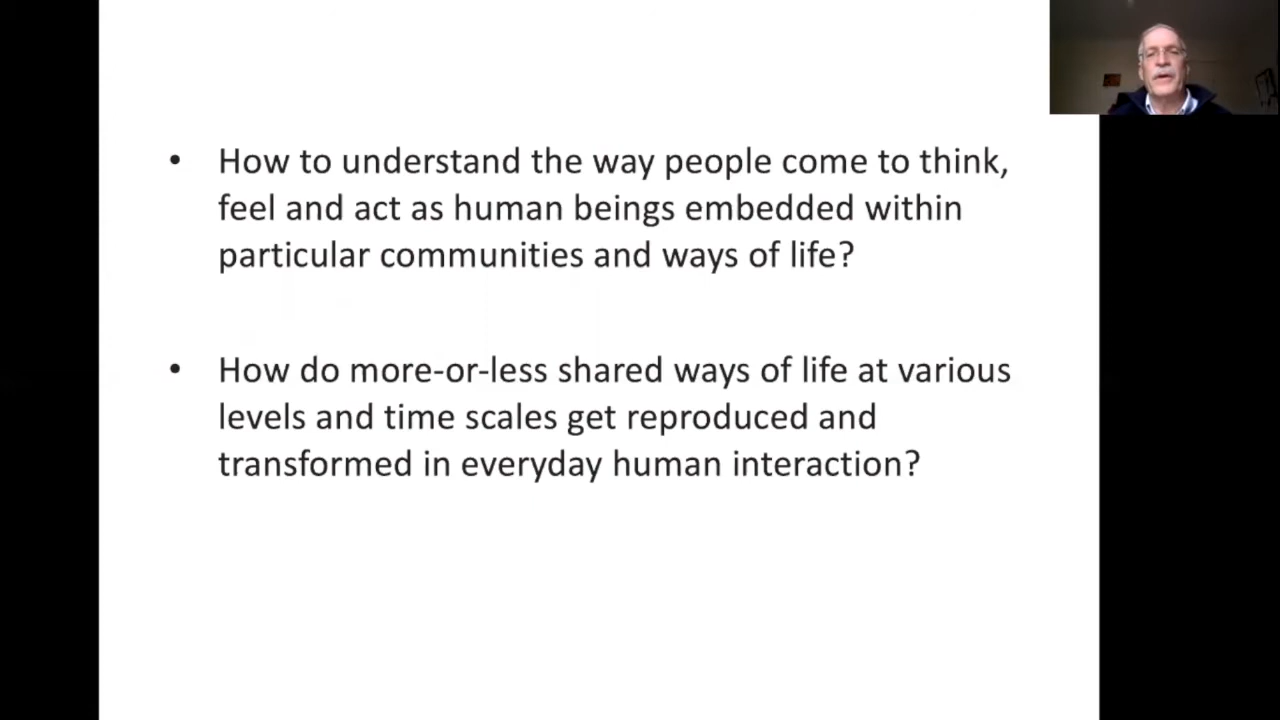 • How to understand the way people come to think,
feel and act as human beings embedded within
particular communities and ways of life?
• How do more-or-less shared ways of life at various
levels and time scales get reproduced and
transformed in everyday human interaction?